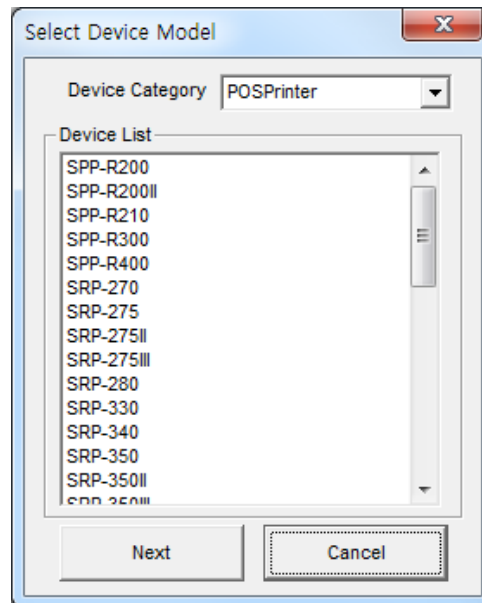 Select Device Model
Device Category POSPrinter
Device List
SPP-R200
SPP-R200II
SPP-R210
SPP-R300
SPP-R400
SRP-270
SRP-275
SRP-275II
SRP-275III
SRP-280
SRP-330
SRP-340
SRP-350
SRP-350II
SRP-350III
Next Cancel